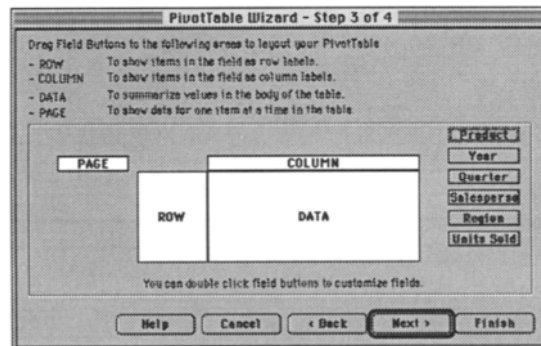 PivotTable Wizard - Step 3 of 4
Drag Field Buttons to the following areas to layout your PivotTable
- ROW To show items in the field as row labels.
- COLUMN To show items in the field as column labels.
- DATA To summarize values in the body of the table.
- PAGE To show data for one item at a time in the table.
PAGE
COLUMN
ROW
DATA
Product
Year
Quarter
Salesperso
Region
Units Sold
You can double click field buttons to customize fields.
Help Cancel < Back Next > Finish